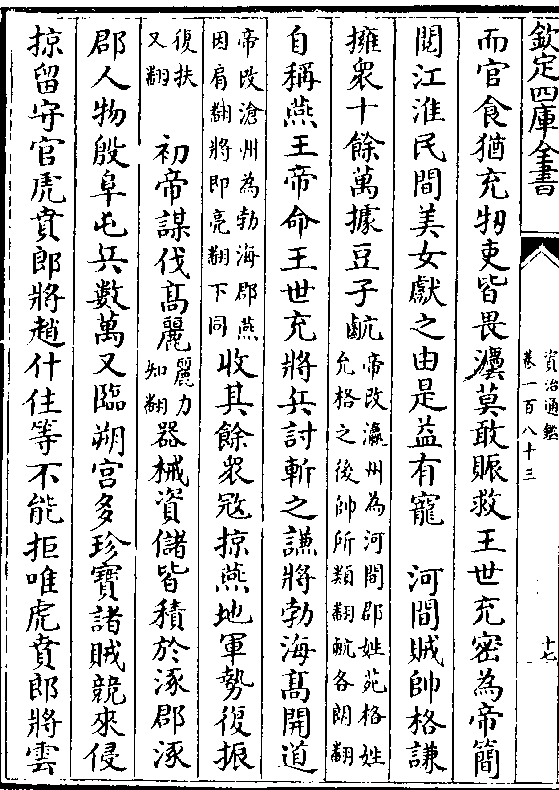 欽定四庫全書
資治通鑑
卷一百八十三
十七
而官食猶充牣吏皆畏灋莫敢賑救王世充密為帝簡
閱江淮民間美女獻之由是益有寵　河間賊帥格謙
擁衆十餘萬據豆子䴚帝改瀛州為河間郡姓苑格姓允格之後帥所類翻䴚各朗翻
自稱燕王帝命王世充將兵討斬之謙將勃海髙開道
帝改滄州為勃海郡燕因肩翻將即亮翻下同收其餘衆宼掠燕地軍勢復振
復扶又翻　初帝謀伐髙麗麗力知翻器械資儲皆積於涿郡涿
郡人物殷阜屯兵數萬又臨朔宫多珍寶諸賊競來侵
掠留守官虎賁郎將趙什住等不能拒唯虎賁郎將雲